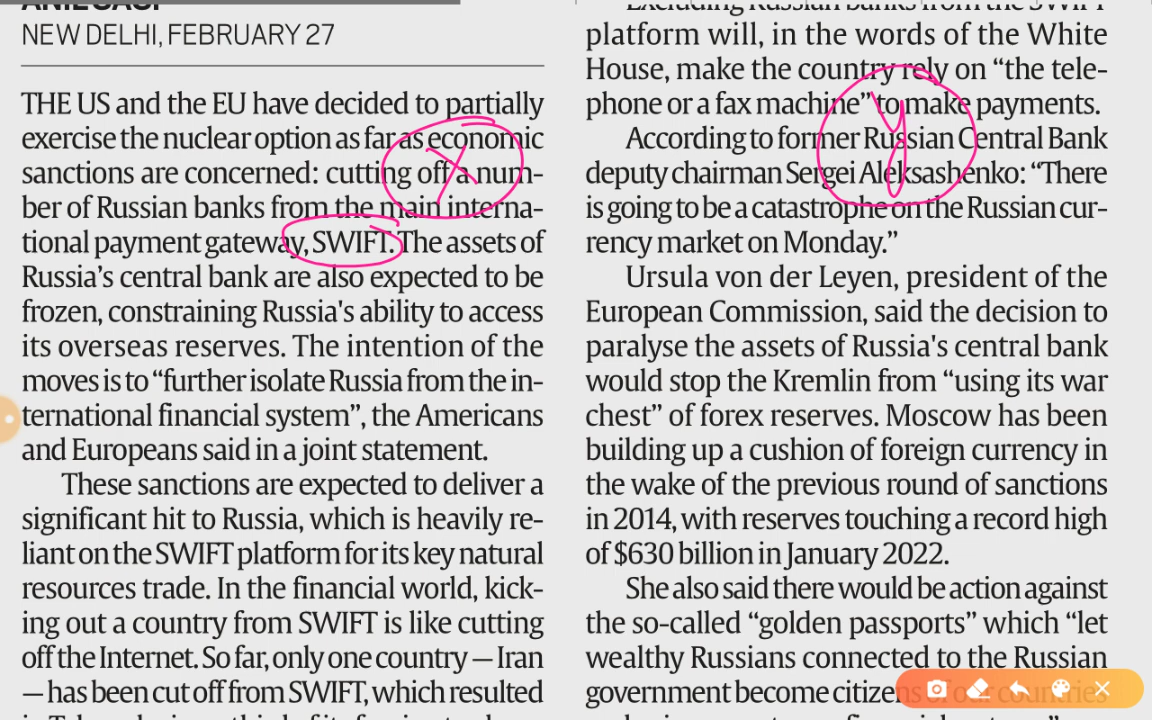 ANIL SASI
NEW DELHI, FEBRUARY 27
THE US and the EU have decided to partially
exercise the nuclear option as far as economic
sanctions are concerned: cutting off a num-
ber of Russian banks from the main interna-
tional payment gateway, SWIFT. The assets of
Russia’s central bank are also expected to be
frozen, constraining Russia's ability to access
its overseas reserves. The intention of the
moves is to “further isolate Russia from the in-
ternational financial system”, the Americans
and Europeans said in a joint statement.
These sanctions are expected to deliver a
significant hit to Russia, which is heavily re-
liant on the SWIFT platform for its key natural
resources trade. In the financial world, kick-
ing out a country from SWIFT is like cutting
off the Internet. So far, only one country — Iran
— has been cut off from SWIFT, which resulted
Excluding Russian banks from the SWIFT
platform will, in the words of the White
House, make the country rely on “the tele-
phone or a fax machine” to make payments.
According to former Russian Central Bank
deputy chairman Sergei Aleksashenko: “There
is going to be a catastrophe on the Russian cur-
rency market on Monday.”
Ursula von der Leyen, president of the
European Commission, said the decision to
paralyse the assets of Russia's central bank
would stop the Kremlin from “using its war
chest” of forex reserves. Moscow has been
building up a cushion of foreign currency in
the wake of the previous round of sanctions
in 2014, with reserves touching a record high
of $630 billion in January 2022.
She also said there would be action against
the so-called “golden passports” which “let
wealthy Russians connected to the Russian
government become citizens of our countries
x
y